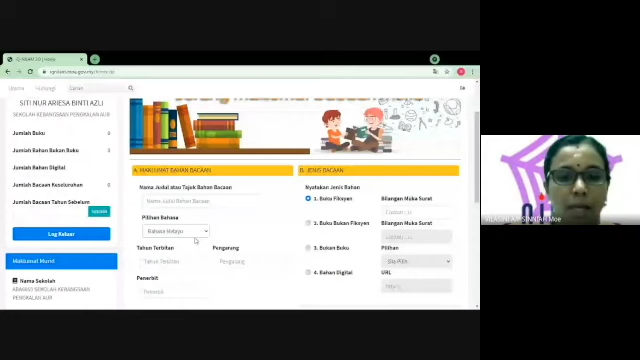 Utama
Hubungi
Carian
SITI NUR ARIESA BINTI AZLI
SEKOLAH KEBANGSAAN
PENGKALAN AUR
Jumlah Buku 0
Jumlah Bahan Bukan Buku 0
Jumlah Bahan Digital
Jumlah Bacaan Keseluruhan 0
Jumlah Bacaan Tahun Sebelum
Log Keluar
Maklumat Murid
Nama Sekolah
SEKOLAH KEBANGSAAN
PENGKALAN AUR
A. MAKLUMAT BAHAN BACAAN
Nama Judul atau Tajuk Bahan Bacaan
Nama Judul Bahan Bacaan
Pilihan Bahasa
Bahasa Melayu
Tahun Terbitan Pengarang
Tahun Terbitan Pengarang
Penerbit
Penerbit
B. JENIS BACAAN
Nyatakan Jenis Bahan
1. Buku Fiksyen Bilangan Muka Surat
2. Buku Bukan Fiksyen Bilangan Muka Surat
3. Bukan Buku Pilihan
Sila Pilih
4. Bahan Digital URL
http://